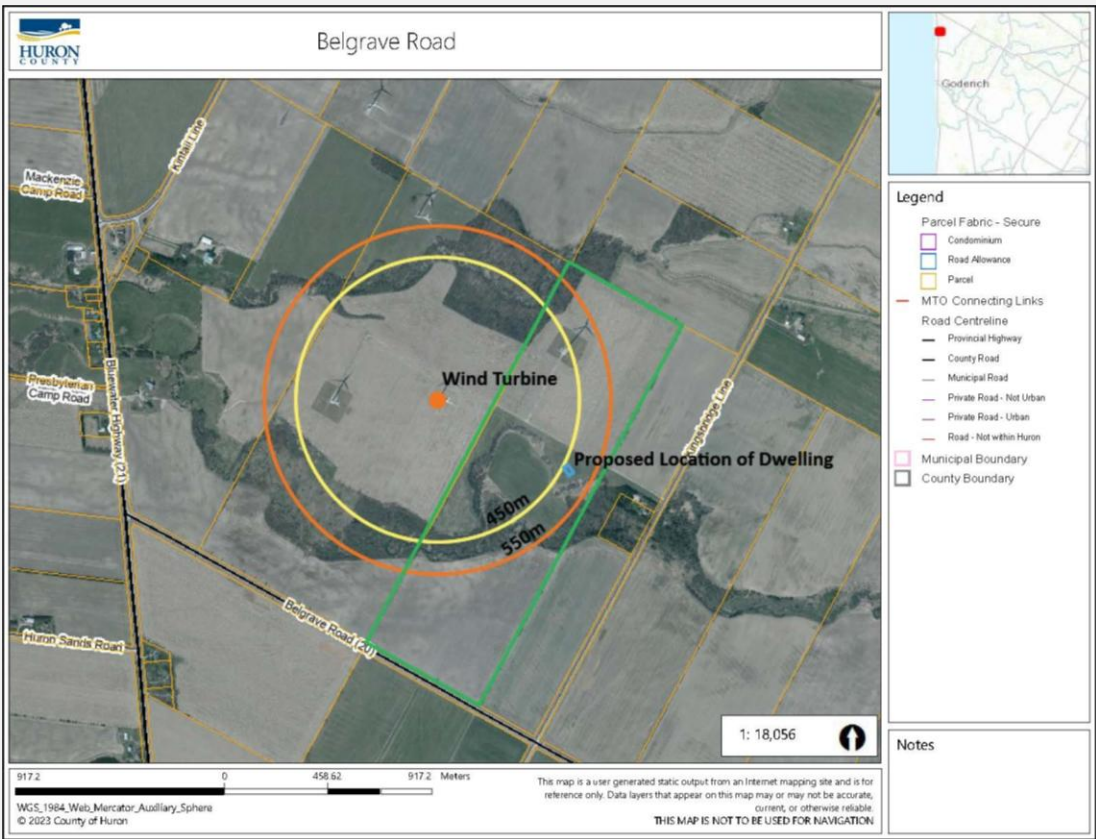 HURON
COUNTY
Belgrave Road
Goderich
Kintail Line
Mackenzie
Camp Road
Presbyterian
Camp Road
Bluewater Highway (21)
Huron Sands Road
Belgrave Road (20)
Kingsbridge Line
Wind Turbine
Proposed Location of Dwelling
450m
550m
1: 18,056
Legend
Parcel Fabric - Secure
Condominium
Road Allowance
Parcel
MTO Connecting Links
Road Centreline
Provincial Highway
County Road
Municipal Road
Private Road - Not Urban
Private Road - Urban
Road - Not within Huron
Municipal Boundary
County Boundary
Notes
917.2 0 458.62 917.2 Meters
WGS_1984_Web_Mercator_Auxiliary_Sphere
© 2023 County of Huron
This map is a user generated static output from an Internet mapping site and is for
reference only. Data layers that appear on this map may or may not be accurate,
current, or otherwise reliable.
THIS MAP IS NOT TO BE USED FOR NAVIGATION